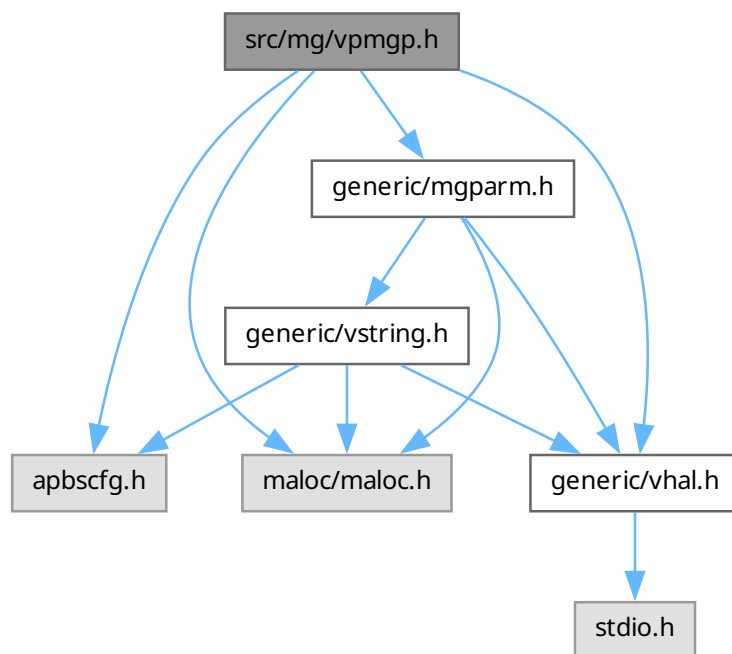 src/mg/vpmgp.h
generic/mgparm.h
generic/vstring.h
apbscfg.h
maloc/maloc.h
generic/vhal.h
stdio.h